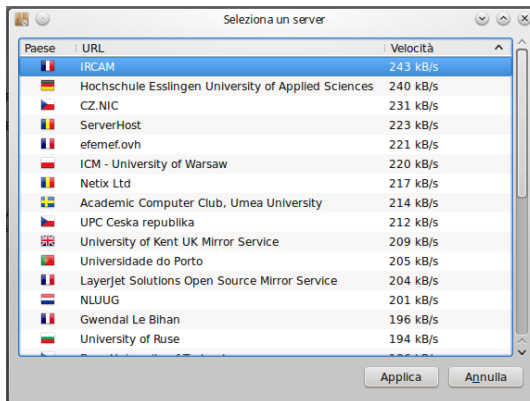 Seleziona un server
Paese URL Velocità
IRCAM 243 kB/s
Hochschule Esslingen University of Applied Sciences 240 kB/s
CZ.NIC 231 kB/s
ServerHost 223 kB/s
efemef.ovh 221 kB/s
ICM - University of Warsaw 220 kB/s
Netix Ltd 217 kB/s
Academic Computer Club, Umea University 214 kB/s
UPC Ceska republika 212 kB/s
University of Kent UK Mirror Service 209 kB/s
Universidade do Porto 205 kB/s
LayerJet Solutions Open Source Mirror Service 204 kB/s
NLUUG 201 kB/s
Gwendal Le Bihan 196 kB/s
University of Ruse 194 kB/s
Applica Annulla